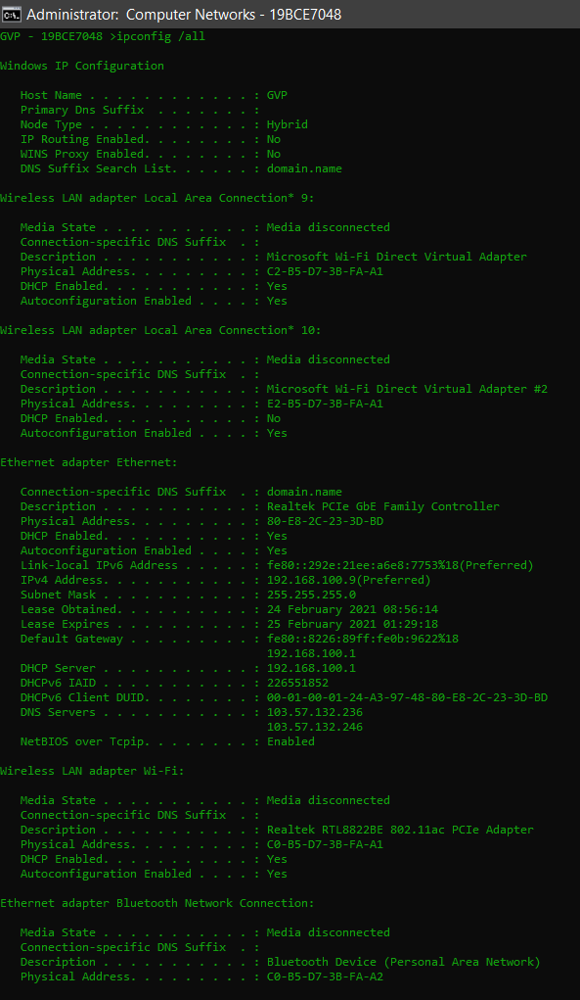 Administrator: Computer Networks - 19BCE7048
GVP - 19BCE7048 >ipconfig /all
Windows IP Configuration
Host Name . . . . . . . . . . . . : GVP
Primary Dns Suffix . . . . . . . :
Node Type . . . . . . . . . . . . : Hybrid
IP Routing Enabled. . . . . . . . : No
WINS Proxy Enabled. . . . . . . . : No
DNS Suffix Search List. . . . . . : domain.name
Wireless LAN adapter Local Area Connection* 9:
Media State . . . . . . . . . . . : Media disconnected
Connection-specific DNS Suffix . :
Description . . . . . . . . . . . : Microsoft Wi-Fi Direct Virtual Adapter
Physical Address. . . . . . . . . : C2-B5-D7-3B-FA-A1
DHCP Enabled. . . . . . . . . . . : Yes
Autoconfiguration Enabled . . . . : Yes
Wireless LAN adapter Local Area Connection* 10:
Media State . . . . . . . . . . . : Media disconnected
Connection-specific DNS Suffix . :
Description . . . . . . . . . . . : Microsoft Wi-Fi Direct Virtual Adapter #2
Physical Address. . . . . . . . . : E2-B5-D7-3B-FA-A1
DHCP Enabled. . . . . . . . . . . : No
Autoconfiguration Enabled . . . . : Yes
Ethernet adapter Ethernet:
Connection-specific DNS Suffix . : domain.name
Description . . . . . . . . . . . : Realtek PCIe GbE Family Controller
Physical Address. . . . . . . . . : 80-E8-2C-23-3D-BD
DHCP Enabled. . . . . . . . . . . : Yes
Autoconfiguration Enabled . . . . : Yes
Link-local IPv6 Address . . . . . : fe80::292e:21ee:a6e8:7753%18(Preferred)
IPv4 Address. . . . . . . . . . . : 192.168.100.9(Preferred)
Subnet Mask . . . . . . . . . . . : 255.255.255.0
Lease Obtained. . . . . . . . . . : 24 February 2021 08:56:14
Lease Expires . . . . . . . . . . : 25 February 2021 01:29:18
Default Gateway . . . . . . . . . : fe80::8226:89ff:fe0b:9622%18
192.168.100.1
DHCP Server . . . . . . . . . . . : 192.168.100.1
DHCPv6 IAID . . . . . . . . . . . : 226551852
DHCPv6 Client DUID. . . . . . . . : 00-01-00-01-24-A3-97-48-80-E8-2C-23-3D-BD
DNS Servers . . . . . . . . . . . : 103.57.132.236
103.57.132.246
NetBIOS over Tcpip. . . . . . . . : Enabled
Wireless LAN adapter Wi-Fi:
Media State . . . . . . . . . . . : Media disconnected
Connection-specific DNS Suffix . :
Description . . . . . . . . . . . : Realtek RTL8822BE 802.11ac PCIe Adapter
Physical Address. . . . . . . . . : C0-B5-D7-3B-FA-A1
DHCP Enabled. . . . . . . . . . . : Yes
Autoconfiguration Enabled . . . . : Yes
Ethernet adapter Bluetooth Network Connection:
Media State . . . . . . . . . . . : Media disconnected
Connection-specific DNS Suffix . :
Description . . . . . . . . . . . : Bluetooth Device (Personal Area Network)
Physical Address. . . . . . . . . : C0-B5-D7-3B-FA-A2